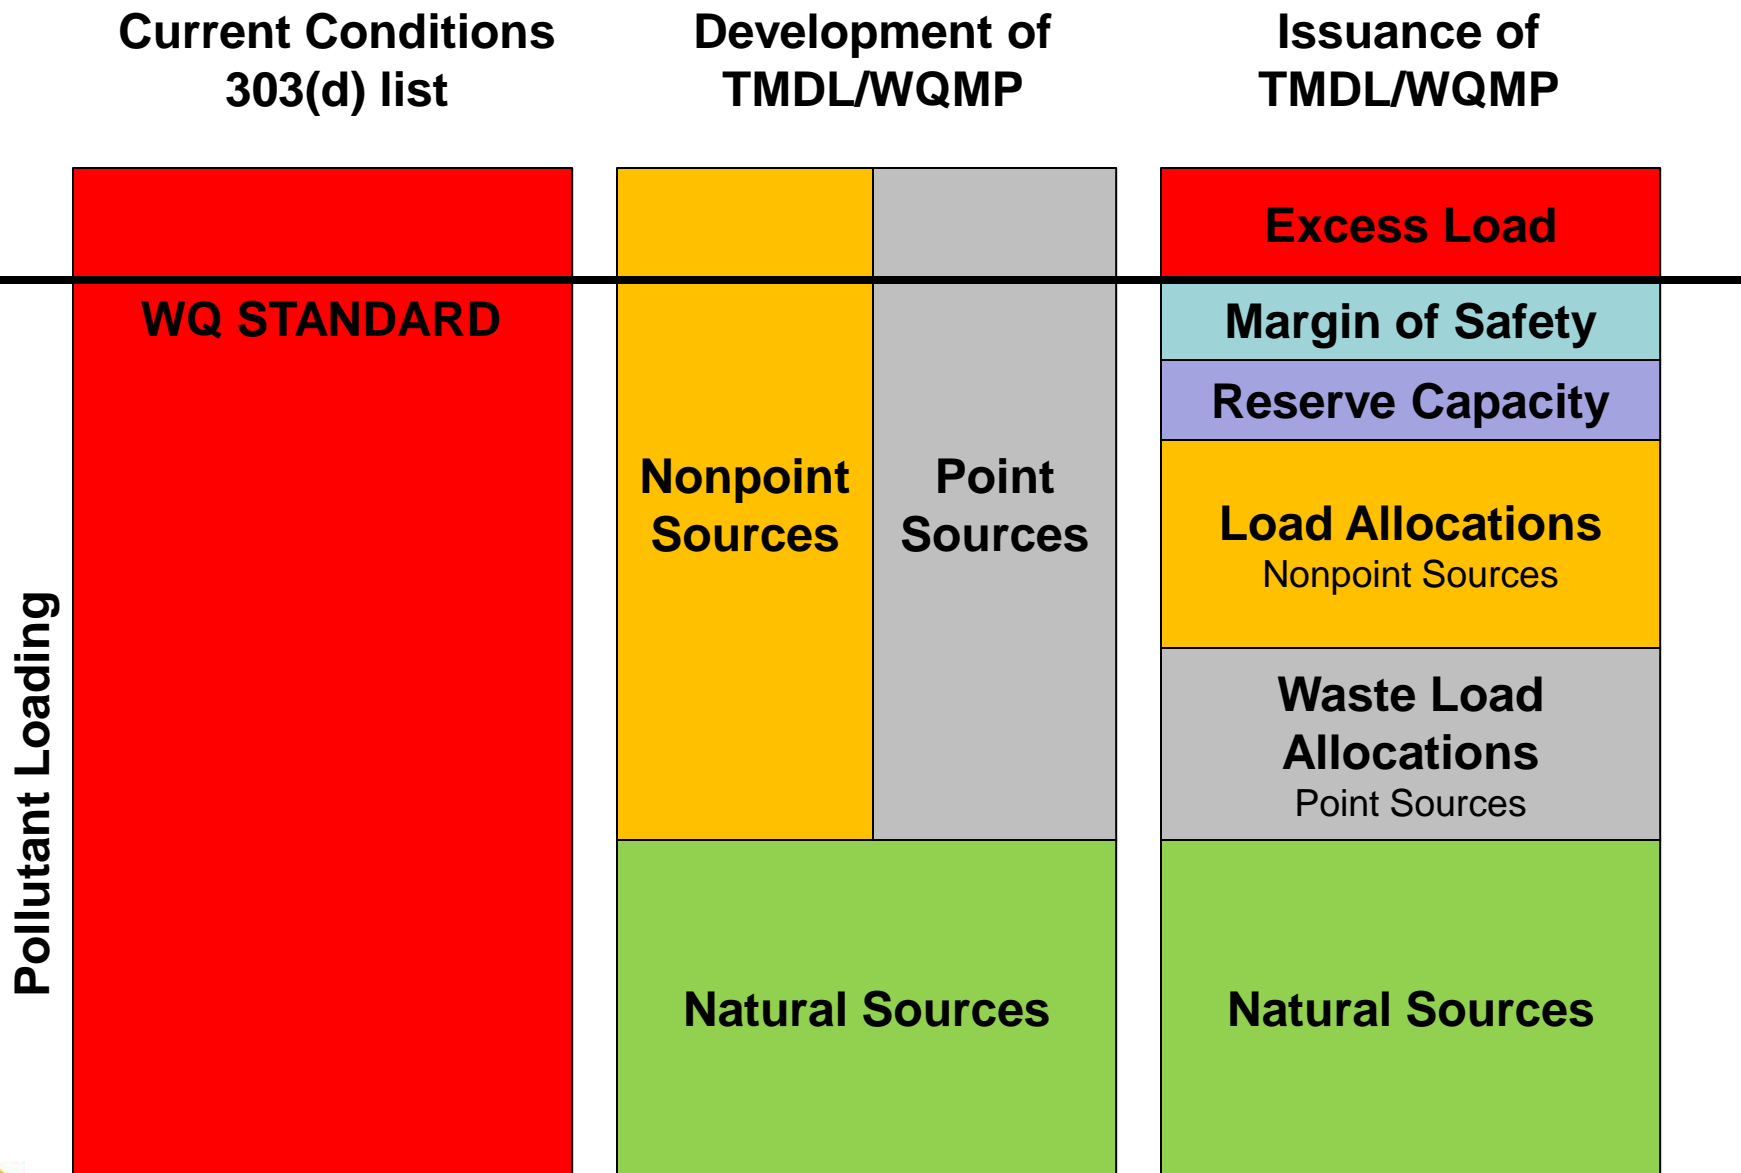 Current Conditions
303(d) list
Development of
TMDL/WQMP
Issuance of
TMDL/WQMP
WQ STANDARD
Pollutant Loading
Nonpoint
Sources
Point
Sources
Natural Sources
Excess Load
Margin of Safety
Reserve Capacity
Load Allocations
Nonpoint Sources
Waste Load
Allocations
Point Sources
Natural Sources